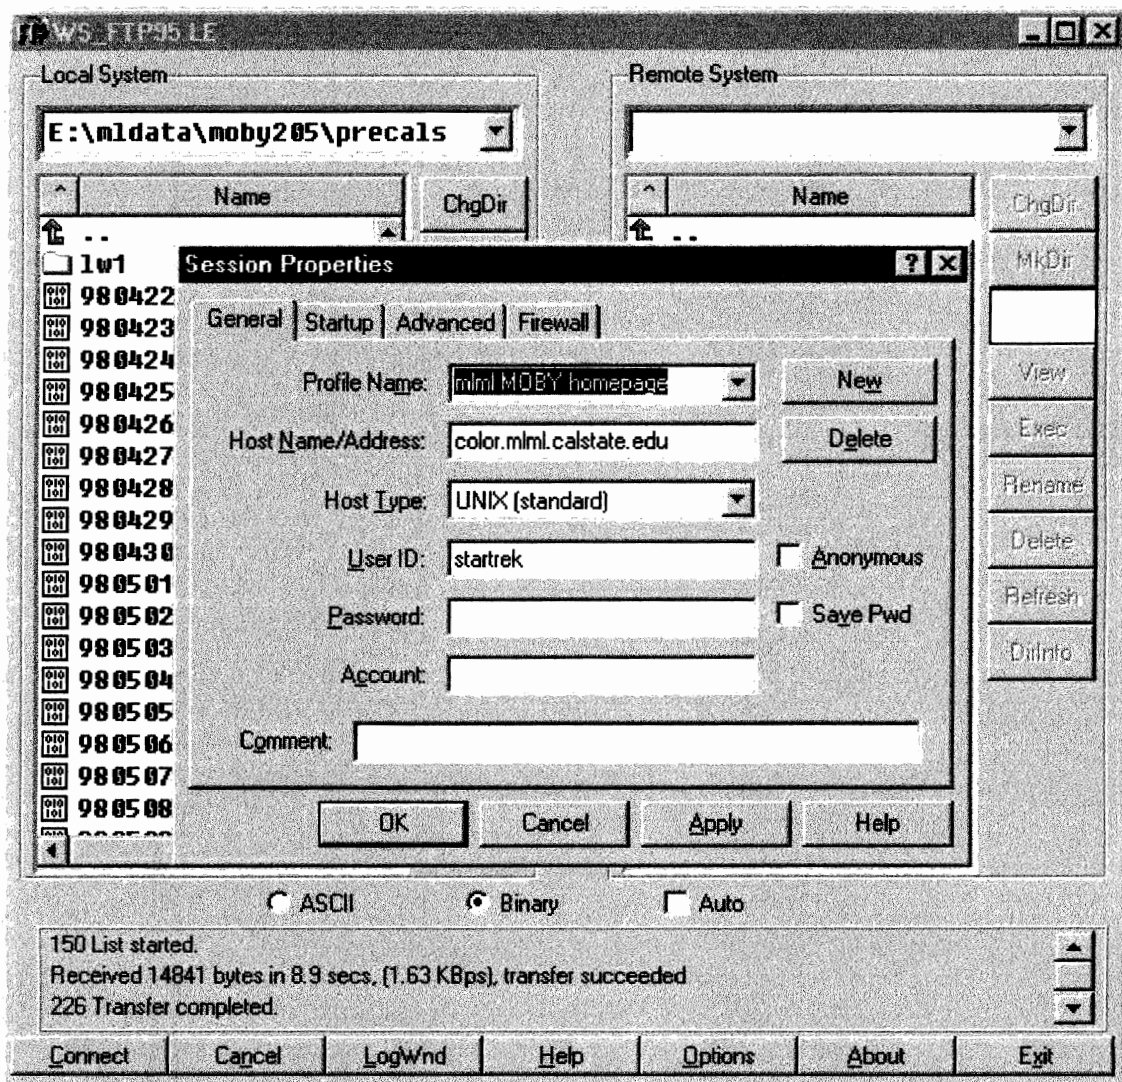 WS_FTP95 LE
Local System
Remote System
E:\mldata\moby205\precals
^ Name
ChgDir
^ Name
ChgDir
..
..
MkDir
lw1
Session Properties
980422
980423
980424
980425
980426
980427
980428
980429
980430
980501
980502
980503
980504
980505
980506
980507
980508
General
Startup
Advanced
Firewall
Profile Name: mlml MOBY homepage
New
View
Host Name/Address: color.mlml.calstate.edu
Delete
Exec
Host Type: UNIX (standard)
Rename
User ID: startrek
Anonymous
Delete
Password:
Save Pwd
Refresh
Account:
DirInfo
Comment:
OK
Cancel
Apply
Help
ASCII
Binary
Auto
150 List started.
Received 14841 bytes in 8.9 secs, (1.63 KBps), transfer succeeded
226 Transfer completed.
Connect
Cancel
LogWnd
Help
Options
About
Exit